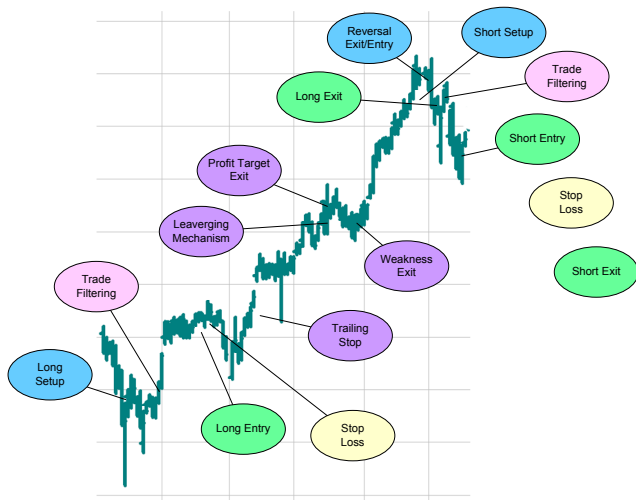 Reversal
Exit/Entry
Short Setup
Trade
Filtering
Long Exit
Short Entry
Profit Target
Exit
Stop
Loss
Leaverging
Mechanism
Weakness
Exit
Short Exit
Trade
Filtering
Trailing
Stop
Long
Setup
Long Entry
Stop
Loss